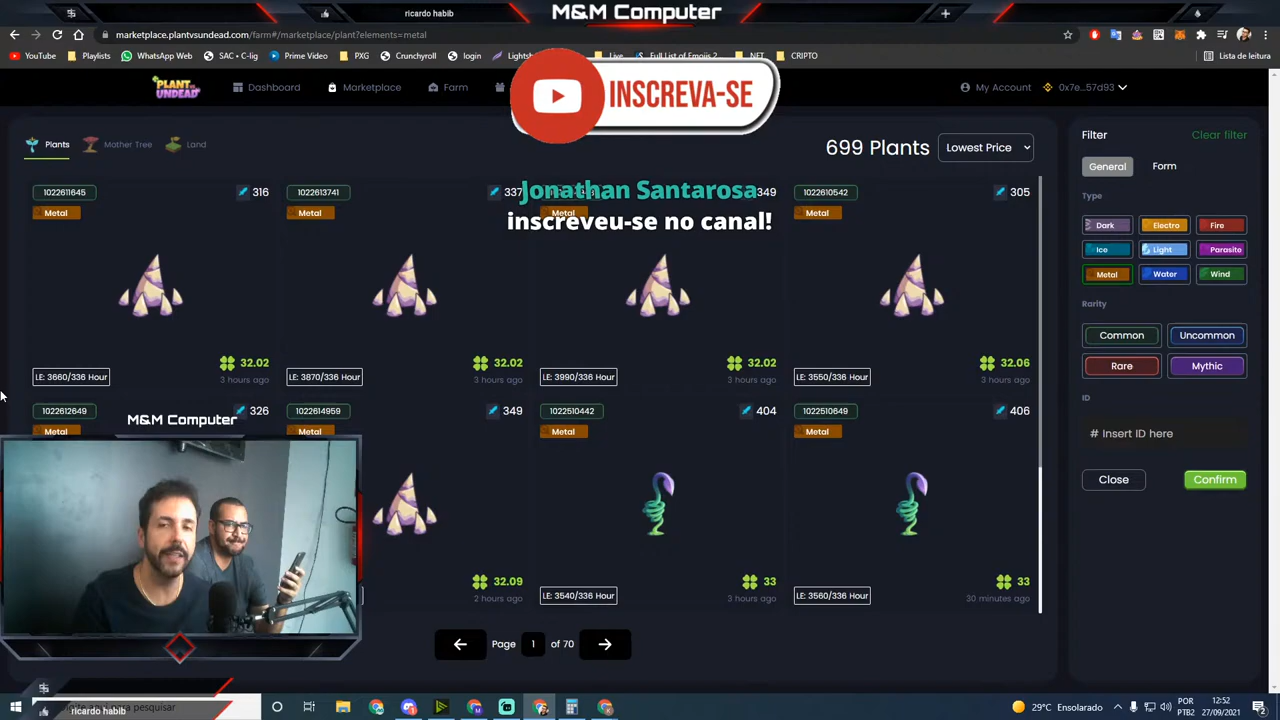 M&M Computer
ricardo habib
marketplace.plantvsundead.com/farm#/marketplace/plant?elements=metal
YouTube
Playlists
WhatsApp Web
SAC - C-lig
Prime Video
PXG
Crunchyroll
login
Lightsh
Live
Full List of Emojis 2
.NET
CRIPTO
Lista de leitura
PLANT UNDEAD
Dashboard
Marketplace
Farm
INSCREVA-SE
My Account
0x7e...57d93
Plants
Mother Tree
Land
699 Plants
Lowest Price
Filter
Clear filter
General
Form
Jonathan Santarosa
inscreveu-se no canal!
1022611645
316
Metal
32.02
LE: 3660/336 Hour
3 hours ago
1022613741
337
Metal
32.02
LE: 3870/336 Hour
3 hours ago
349
Metal
32.02
LE: 3990/336 Hour
3 hours ago
1022610542
305
Metal
32.06
LE: 3550/336 Hour
3 hours ago
Type
Dark
Electro
Fire
Ice
Light
Parasite
Metal
Water
Wind
Rarity
Common
Uncommon
Rare
Mythic
ID
# Insert ID here
Close
Confirm
1022612649
326
Metal
M&M Computer
1022614959
349
32.09
2 hours ago
1022510442
404
Metal
33
LE: 3540/336 Hour
3 hours ago
1022510649
406
Metal
33
LE: 3560/336 Hour
30 minutes ago
Page
1
of 70
ricardo habib
aqui para pesquisar
29°C Ensolarado
POR
PTB2
12:52
27/09/2021
2